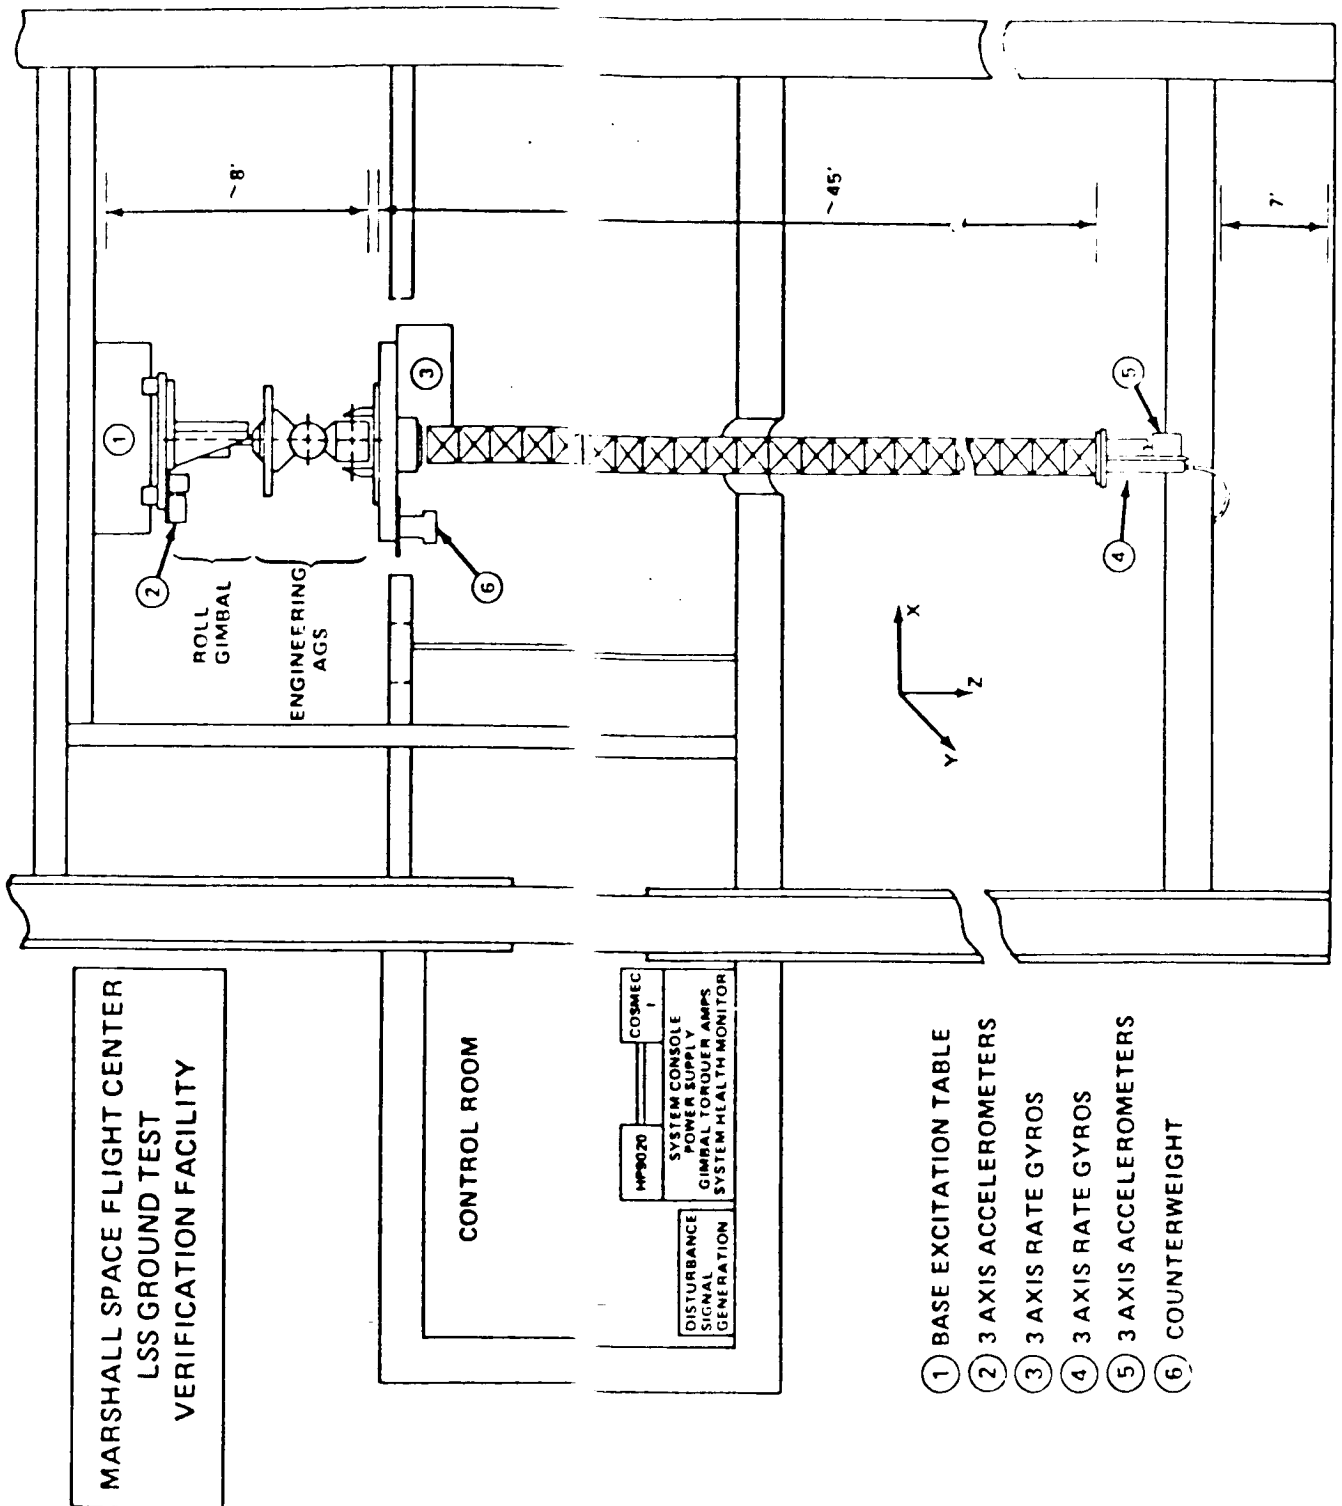 MARSHALL SPACE FLIGHT CENTER
LSS GROUND TEST
VERIFICATION FACILITY
1
2
ROLL
GIMBAL
ENGINEERING
AGS
3
6
~8'
~45'
7'
5
4
X
Y
Z
CONTROL ROOM
HP9020
COSMEC
I
SYSTEM CONSOLE
POWER SUPPLY
GIMBAL TORQUER AMPS
SYSTEM HEALTH MONITOR
DISTURBANCE
SIGNAL
GENERATION
1 BASE EXCITATION TABLE
2 3 AXIS ACCELEROMETERS
3 3 AXIS RATE GYROS
4 3 AXIS RATE GYROS
5 3 AXIS ACCELEROMETERS
6 COUNTERWEIGHT